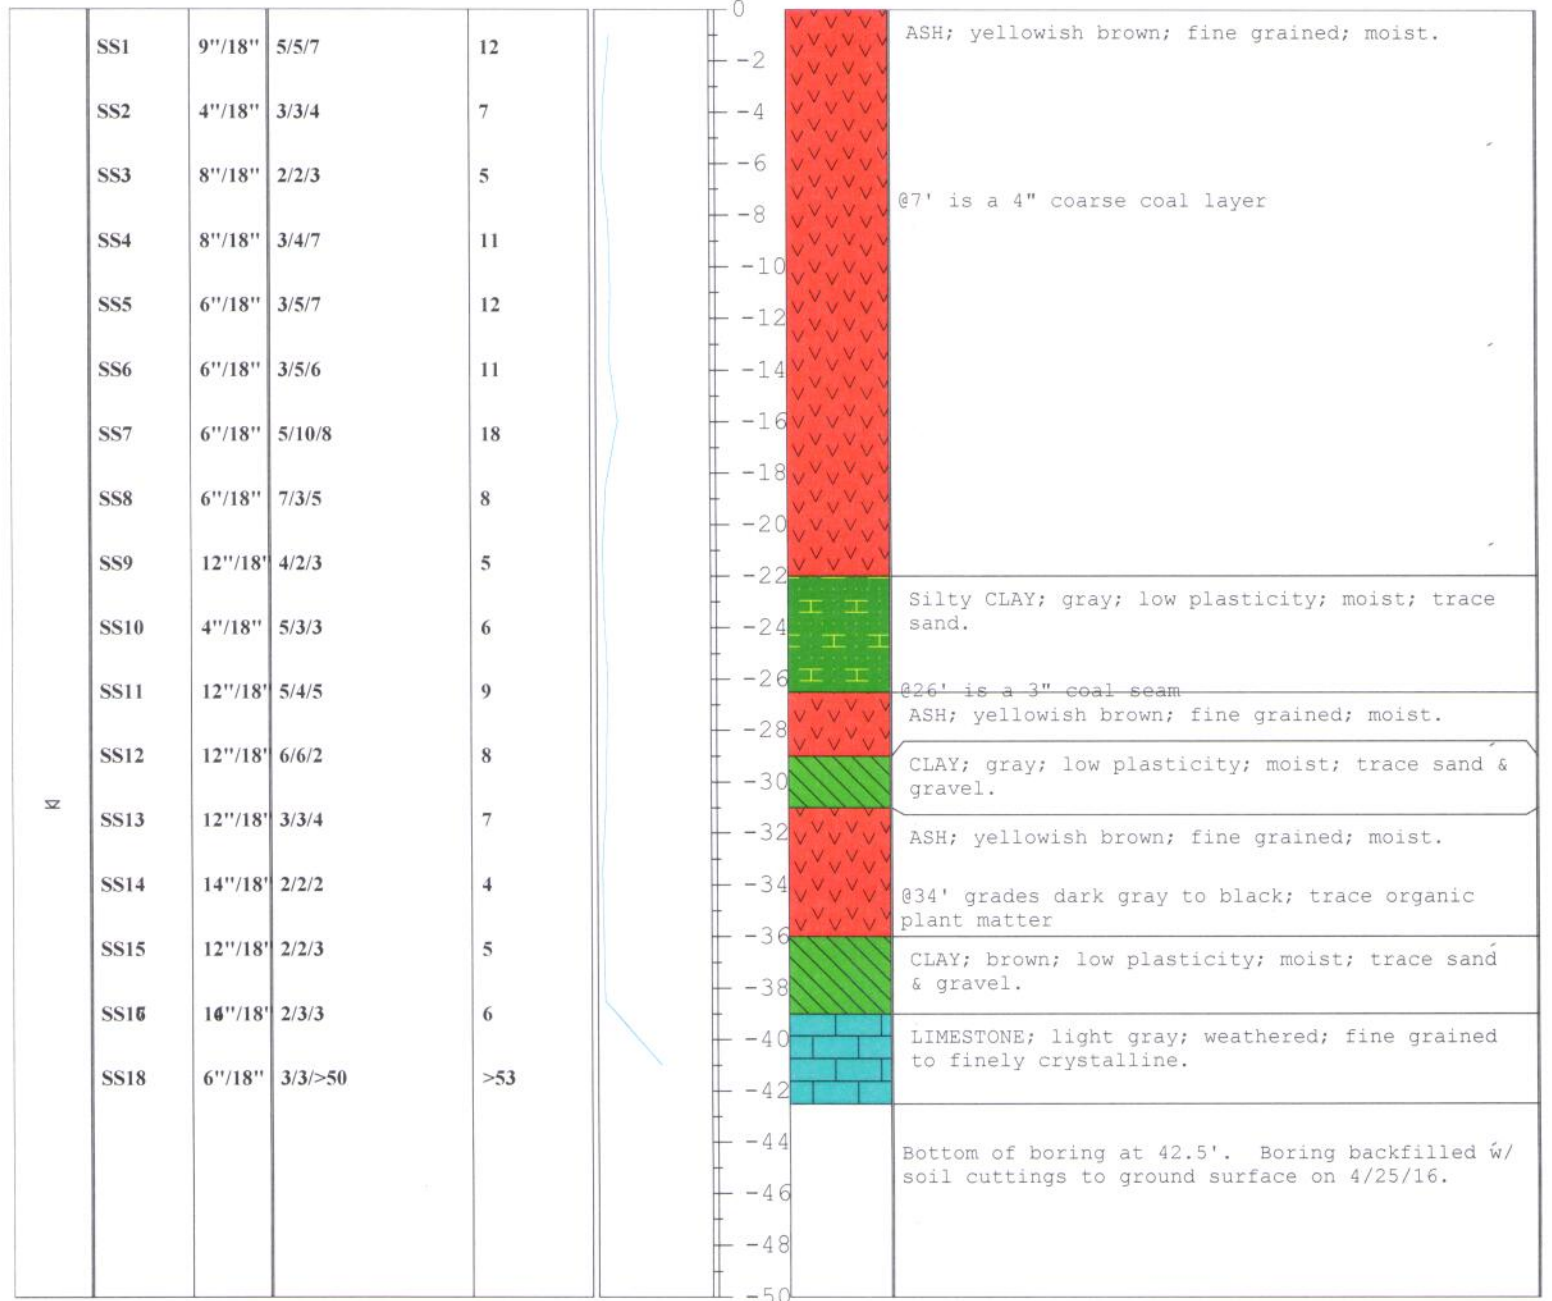 0
SS1 9"/18" 5/5/7 12
ASH; yellowish brown; fine grained; moist.
-2
SS2 4"/18" 3/3/4 7
-4
-6
SS3 8"/18" 2/2/3 5
@7' is a 4" coarse coal layer
-8
SS4 8"/18" 3/4/7 11
-10
SS5 6"/18" 3/5/7 12
-12
SS6 6"/18" 3/5/6 11
-14
-16
SS7 6"/18" 5/10/8 18
-18
SS8 6"/18" 7/3/5 8
-20
SS9 12"/18" 4/2/3 5
-22
Silty CLAY; gray; low plasticity; moist; trace
sand.
SS10 4"/18" 5/3/3 6
-24
-26
SS11 12"/18" 5/4/5 9
@26' is a 3" coal seam
ASH; yellowish brown; fine grained; moist.
-28
SS12 12"/18" 6/6/2 8
CLAY; gray; low plasticity; moist; trace sand &
gravel.
-30
SS13 12"/18" 3/3/4 7
-32
ASH; yellowish brown; fine grained; moist.
SS14 14"/18" 2/2/2 4
-34
@34' grades dark gray to black; trace organic
plant matter
-36
SS15 12"/18" 2/2/3 5
CLAY; brown; low plasticity; moist; trace sand
& gravel.
-38
2/3/3 6
-40
LIMESTONE; light gray; weathered; fine grained
to finely crystalline.
SS18 6"/18" 3/3/>50 >53
-42
-44
Bottom of boring at 42.5'. Boring backfilled w/
soil cuttings to ground surface on 4/25/16.
-46
-48
-50